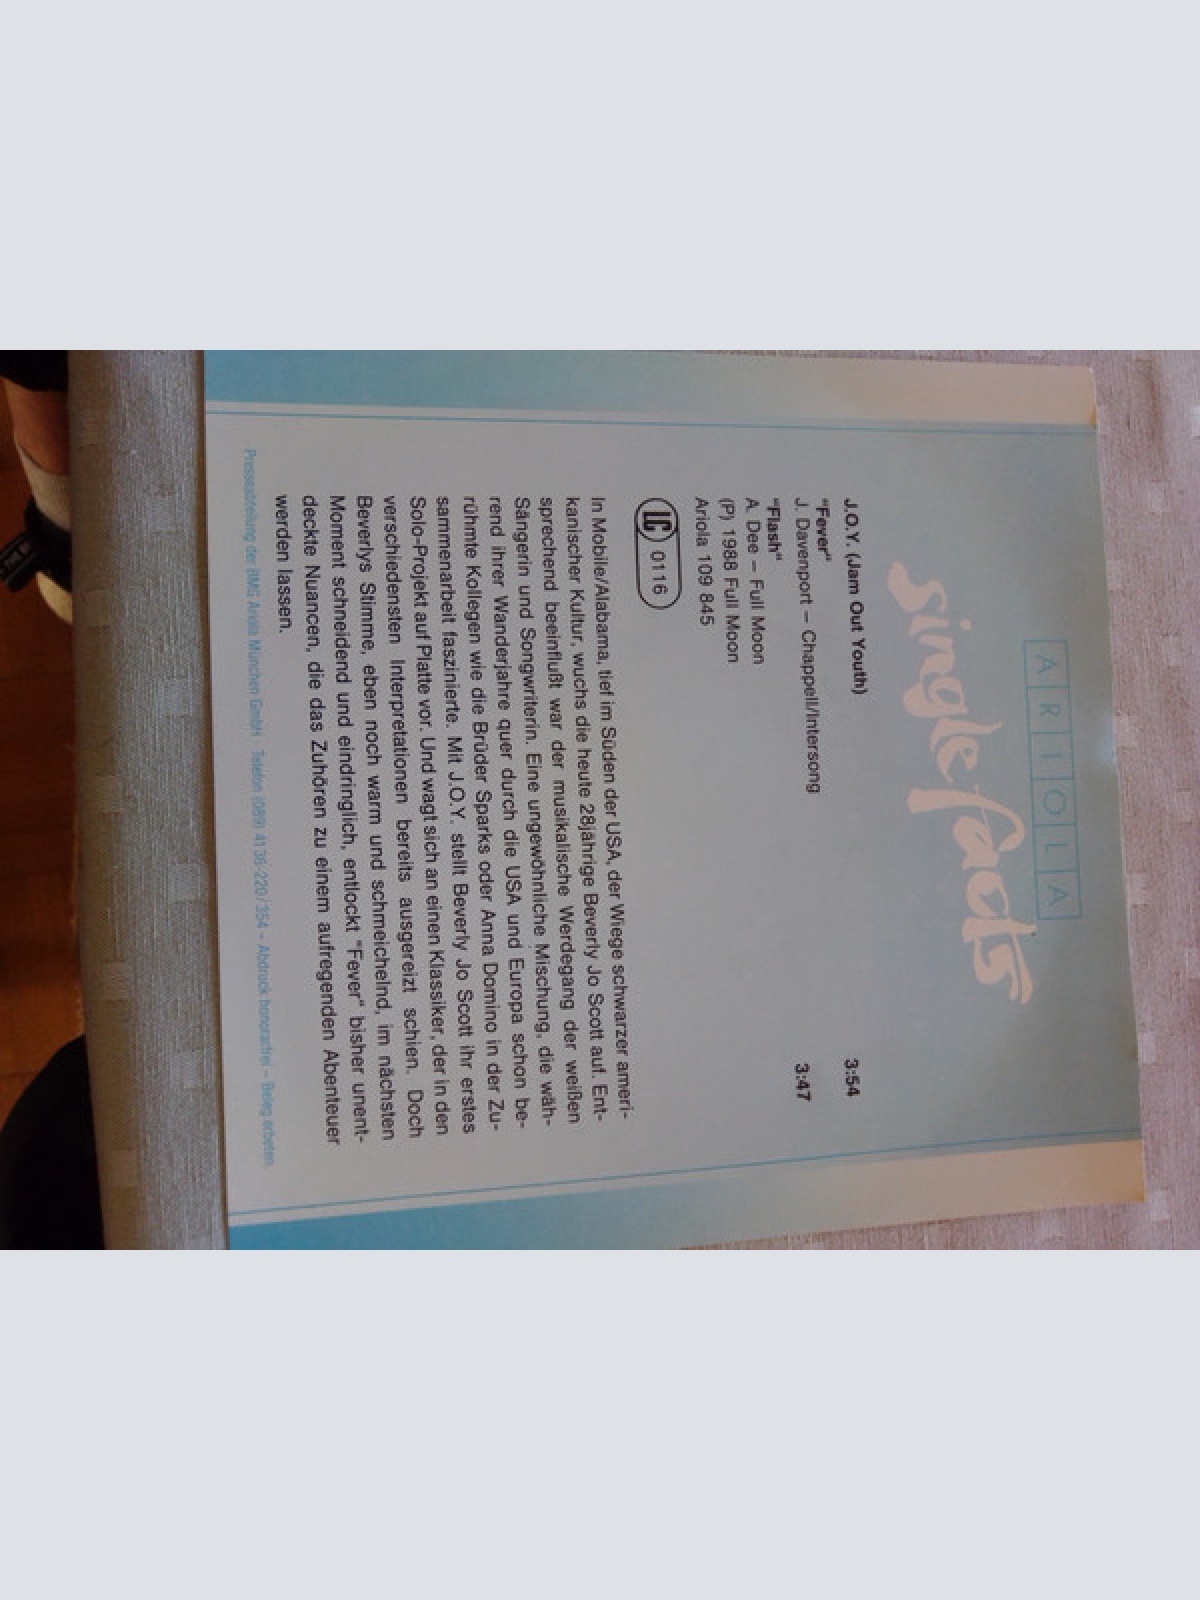 ARIOLA
single facts
J.O.Y. (Jam Out Youth)
"Fever" 3:54
J. Davenport – Chappell/Intersong
"Flash" 3:47
A. Dee – Full Moon
(P) 1988 Full Moon
Ariola 109 845
LC 0116
In Mobile/Alabama, tief im Süden der USA, der Wiege schwarzer ameri-
kanischer Kultur, wuchs die heute 28jährige Beverly Jo Scott auf. Ent-
sprechend beeinflußt war der musikalische Werdegang der weißen
Sängerin und Songwriterin. Eine ungewöhnliche Mischung, die wäh-
rend ihrer Wanderjahre quer durch die USA und Europa schon be-
rühmte Kollegen wie die Brüder Sparks oder Anna Domino in der Zu-
sammenarbeit faszinierte. Mit J.O.Y. stellt Beverly Jo Scott ihr erstes
Solo-Projekt auf Platte vor. Und wagt sich an einen Klassiker, der in den
verschiedensten Interpretationen bereits ausgereizt schien. Doch
Beverlys Stimme, eben noch warm und schmeichelnd, im nächsten
Moment schneidend und eindringlich, entlockt "Fever" bisher unent-
deckte Nuancen, die das Zuhören zu einem aufregenden Abenteuer
werden lassen.
Presseabteilung der BMG Ariola München GmbH · Telefon (089) 41 36-220/354 – Abdruck honorarfrei – Beleg erbeten.